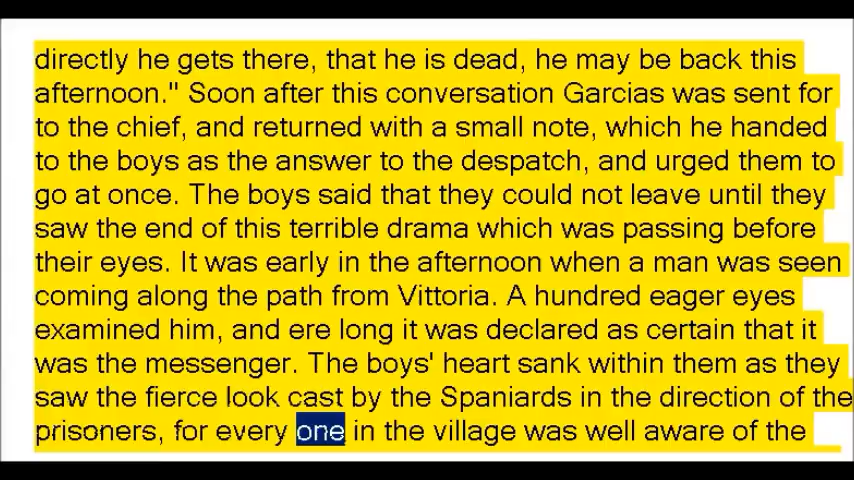 directly he gets there, that he is dead, he may be back this
afternoon." Soon after this conversation Garcias was sent for
to the chief, and returned with a small note, which he handed
to the boys as the answer to the despatch, and urged them to
go at once. The boys said that they could not leave until they
saw the end of this terrible drama which was passing before
their eyes. It was early in the afternoon when a man was seen
coming along the path from Vittoria. A hundred eager eyes
examined him, and ere long it was declared as certain that it
was the messenger. The boys' heart sank within them as they
saw the fierce look cast by the Spaniards in the direction of the
prisoners, for every one in the village was well aware of the